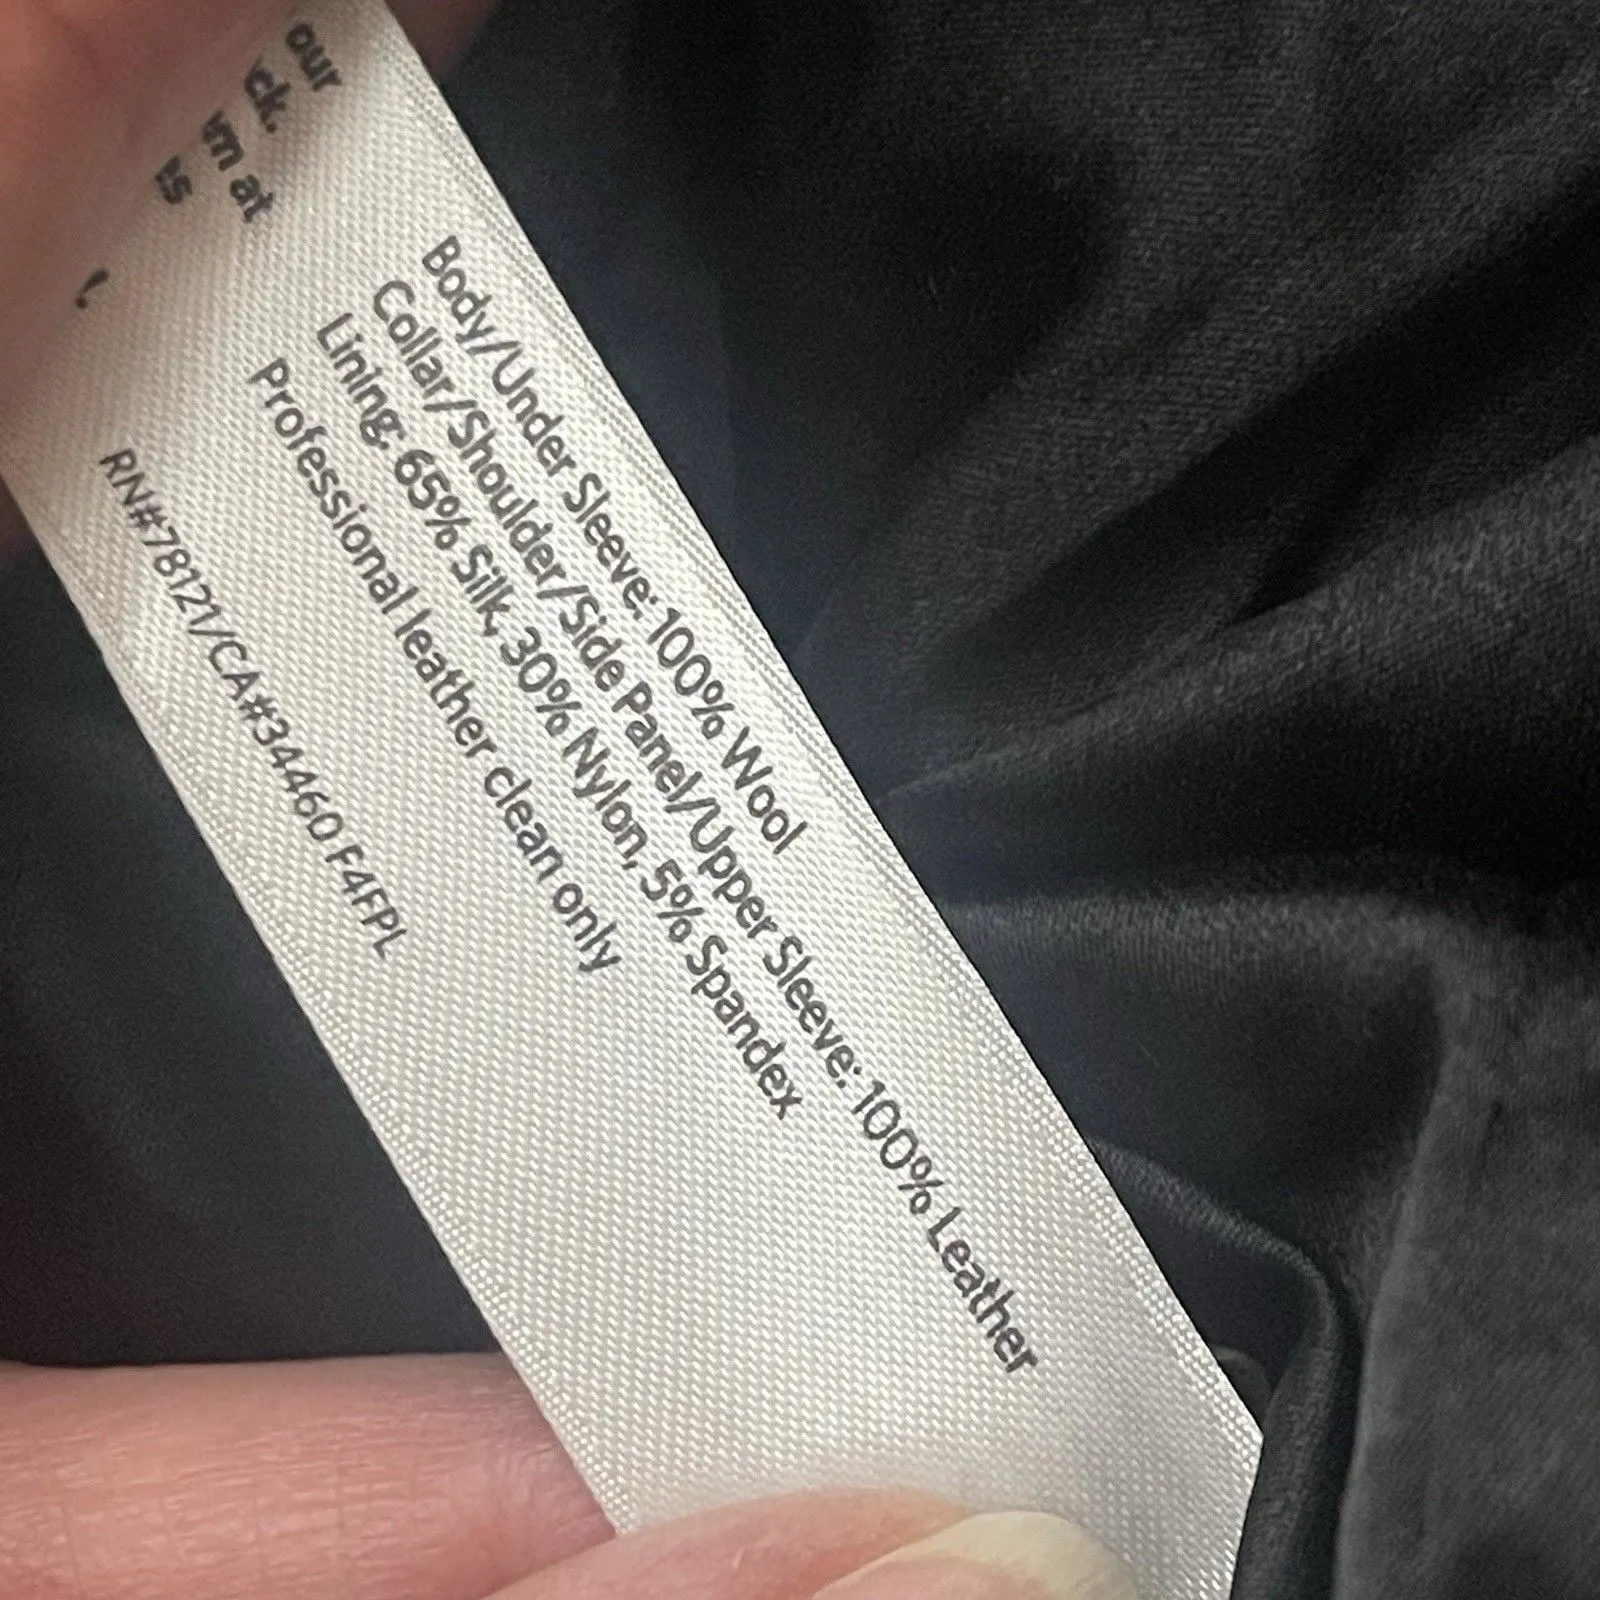 our
ck.
at
Body/Under Sleeve: 100% Wool
Collar/Shoulder/Side Panel/Upper Sleeve: 100% Leather
Lining: 65% Silk, 30% Nylon, 5% Spandex
Professional leather clean only
RN#78121/CA#34460 F4FPL